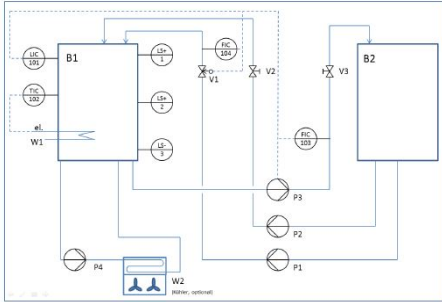 LIC
101
B1
LS+
1
FIC
104
V1
V2
V3
B2
TIC
102
LS+
2
el.
W1
LS-
3
FIC
103
P3
P2
P4
P1
W2
(Kühler, optional)